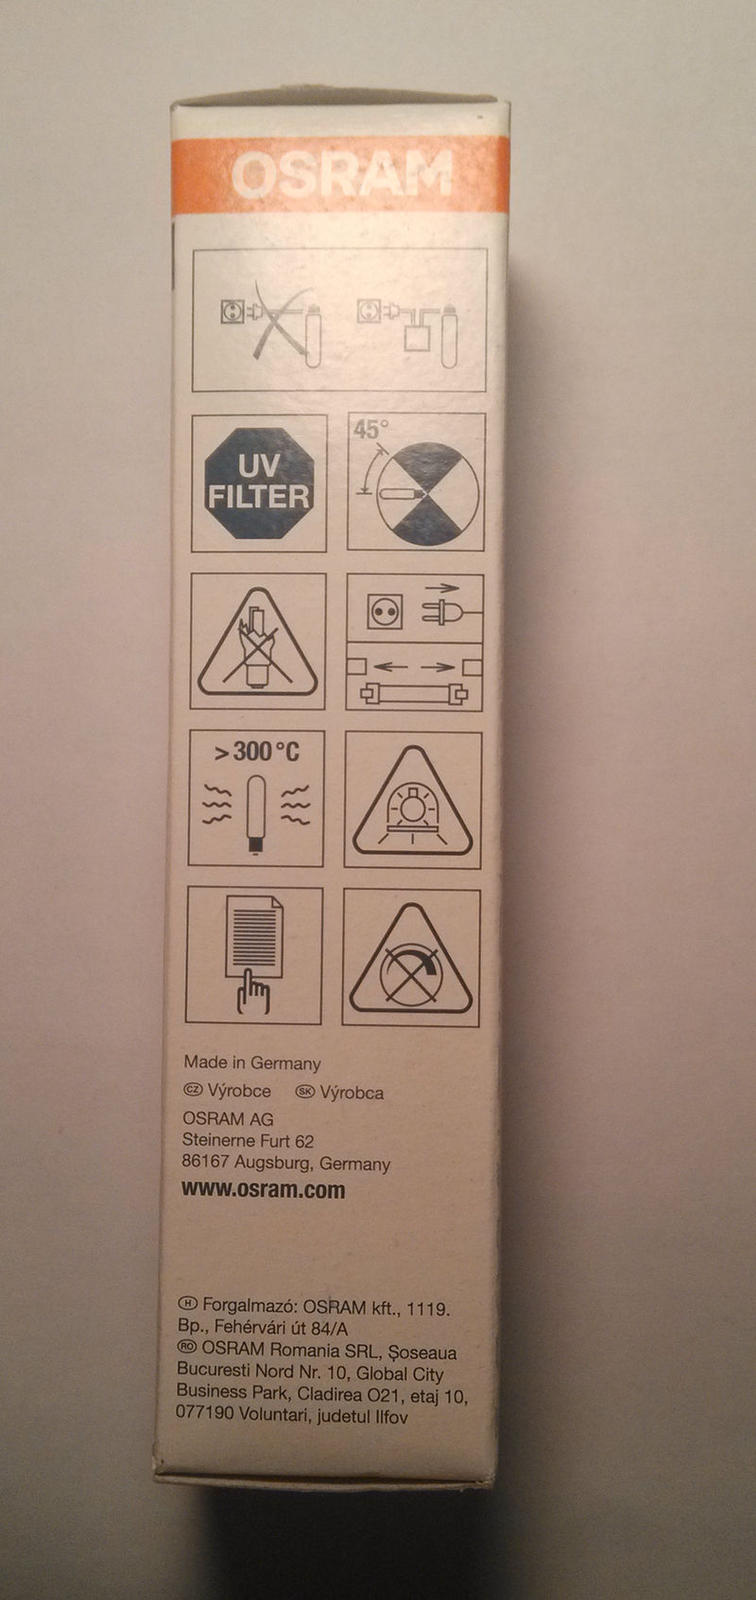 OSRAM
UV
FILTER
45°
>300°C
Made in Germany
CZ Výrobce SK Výrobca
OSRAM AG
Steinerne Furt 62
86167 Augsburg, Germany
www.osram.com
H Forgalmazó: OSRAM kft., 1119.
Bp., Fehérvári út 84/A
RO OSRAM Romania SRL, Şoseaua
Bucuresti Nord Nr. 10, Global City
Business Park, Cladirea O21, etaj 10,
077190 Voluntari, judetul Ilfov